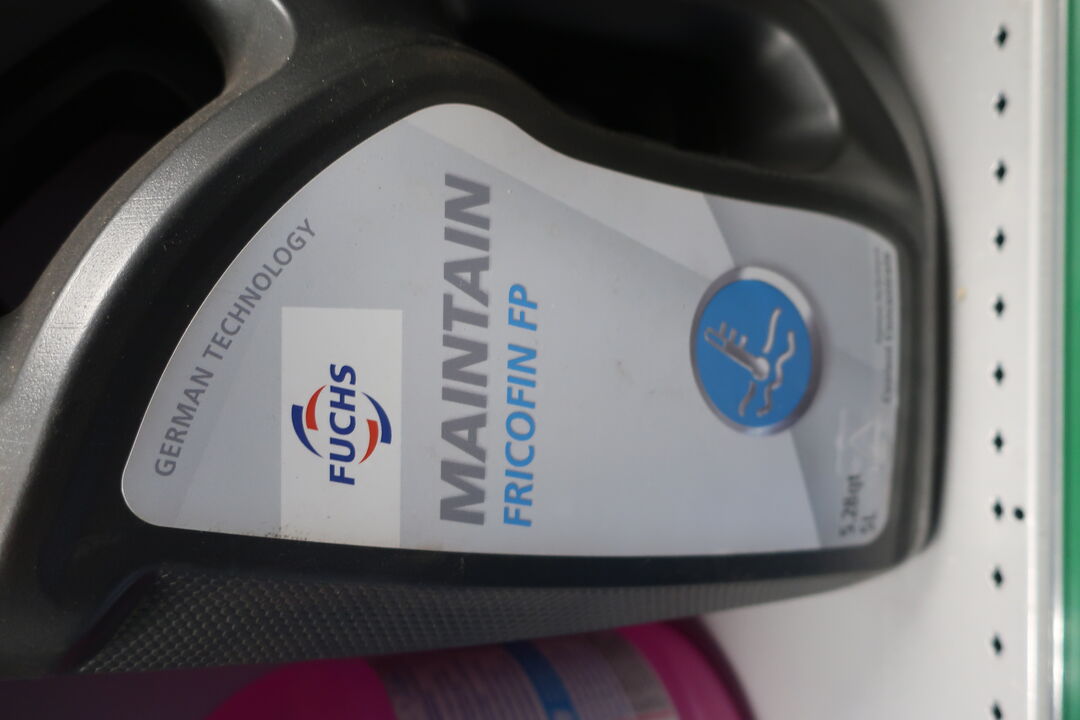 GERMAN TECHNOLOGY
FUCHS
MAINTAIN
FRICOFIN FP
5.28qt
5L